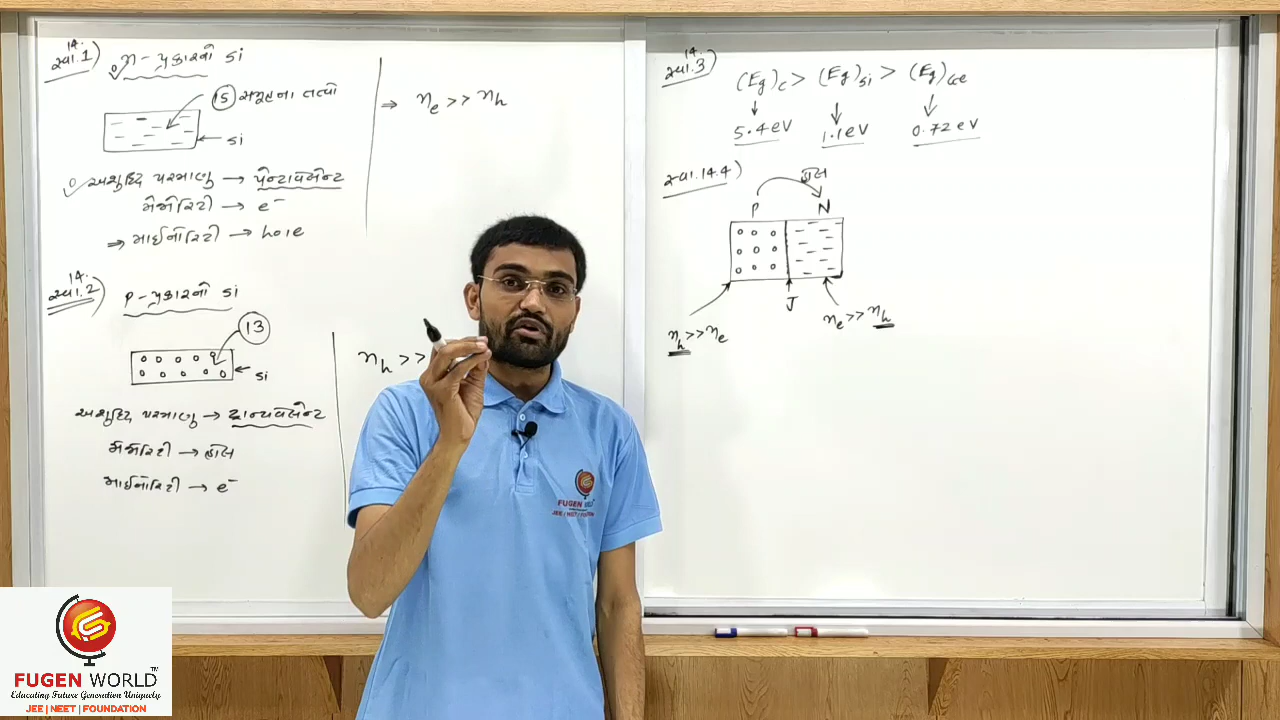 સ્વા.14.1) n - પ્રકારનો Si
15 સમૂહના તત્વો
Si
અશુદ્ધિ પરમાણુ → પેન્ટાવેલેન્ટ
મેજોરિટી → e⁻
⇒ માઈનોરિટી → hole
⇒ nₑ >> nₕ
સ્વા.14.2) P - પ્રકારનો Si
13
Si
અશુદ્ધિ પરમાણુ → ટ્રાયવેલેન્ટ
મેજોરિટી → હોલ
માઈનોરિટી → e⁻
nₕ >>
સ્વા.14.3) (Eg)c > (Eg)si > (Eg)Ge
5.4eV 1.1eV 0.72eV
સ્વા.14.4)
હોલ
P N
J
nₕ >> nₑ
nₑ >> nₕ
FUGEN WORLD
JEE | NEET | FOUNDATION
FUGEN WORLD™
Educating Future Generation Uniquely
JEE | NEET | FOUNDATION